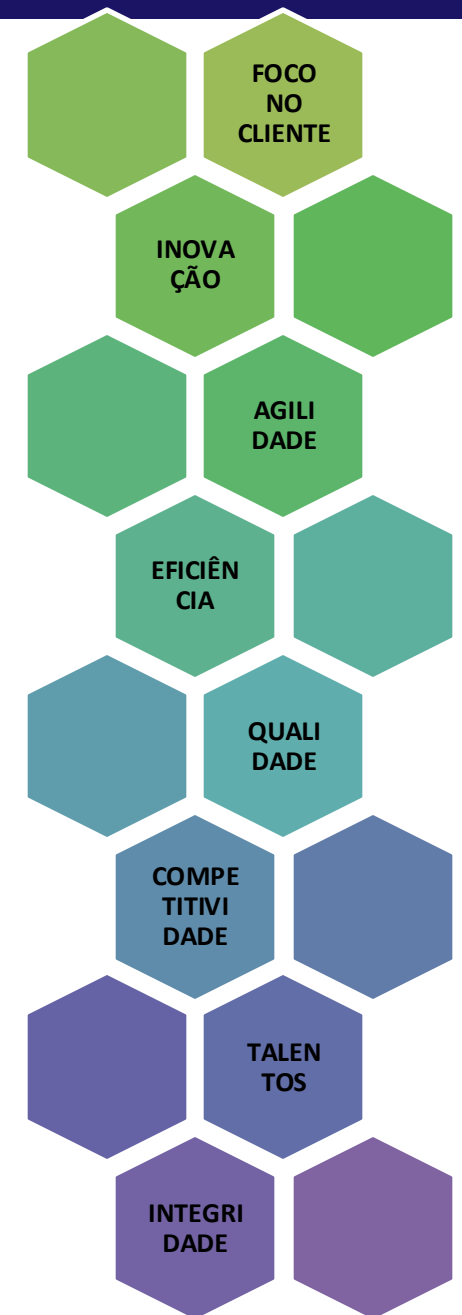 FOCO
NO
CLIENTE
INOVA
ÇÃO
AGILI
DADE
EFICIÊN
CIA
QUALI
DADE
COMPE
TITIVI
DADE
TALEN
TOS
INTEGRI
DADE